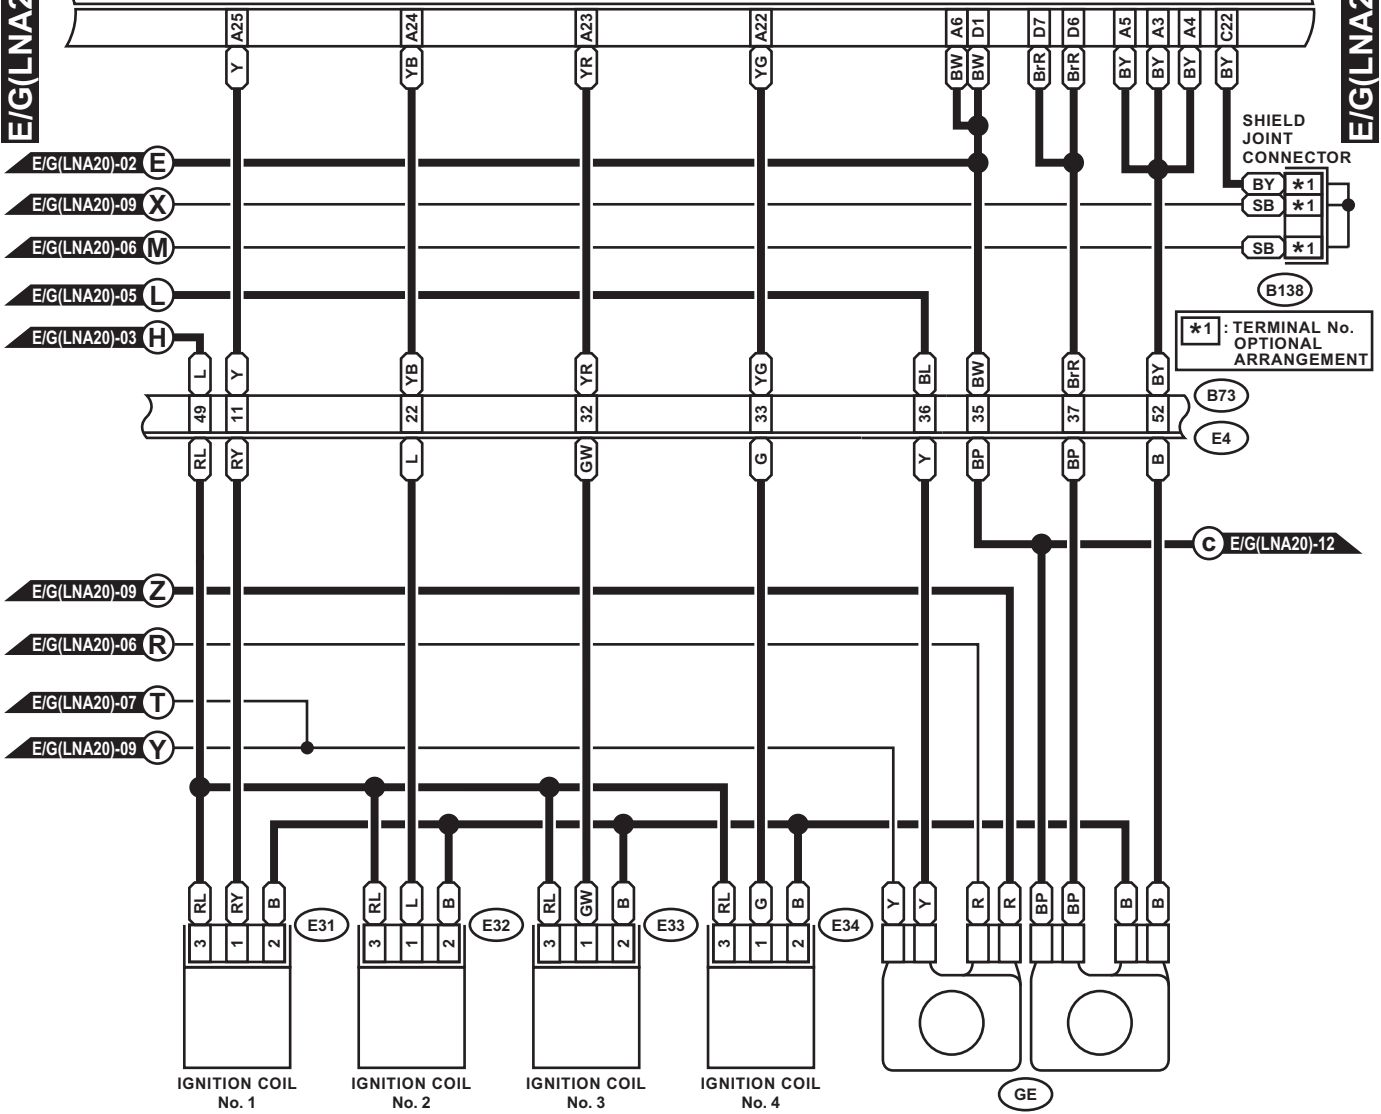 E/G(LNA2
E/G(LNA2
A25 A24 A23 A22 A6 D1 D7 D6 A5 A3 A4 C22
Y YB YR YG BW BW BrR BrR BY BY BY BY
SHIELD
JOINT
CONNECTOR
E/G(LNA20)-02 E
BY *1
E/G(LNA20)-09 X
SB *1
E/G(LNA20)-06 M
SB *1
B138
E/G(LNA20)-05 L
*1 : TERMINAL No.
OPTIONAL
ARRANGEMENT
E/G(LNA20)-03 H
L Y YB YR YG BL BW BrR BY
B73
49 11 22 32 33 36 35 37 52
E4
RL RY L GW G Y BP BP B
C E/G(LNA20)-12
E/G(LNA20)-09 Z
E/G(LNA20)-06 R
E/G(LNA20)-07 T
E/G(LNA20)-09 Y
RL RY B RL L B RL GW B RL G B Y Y R R BP BP B B
E31 E32 E33 E34
3 1 2 3 1 2 3 1 2 3 1 2
IGNITION COIL
No. 1
IGNITION COIL
No. 2
IGNITION COIL
No. 3
IGNITION COIL
No. 4
GE